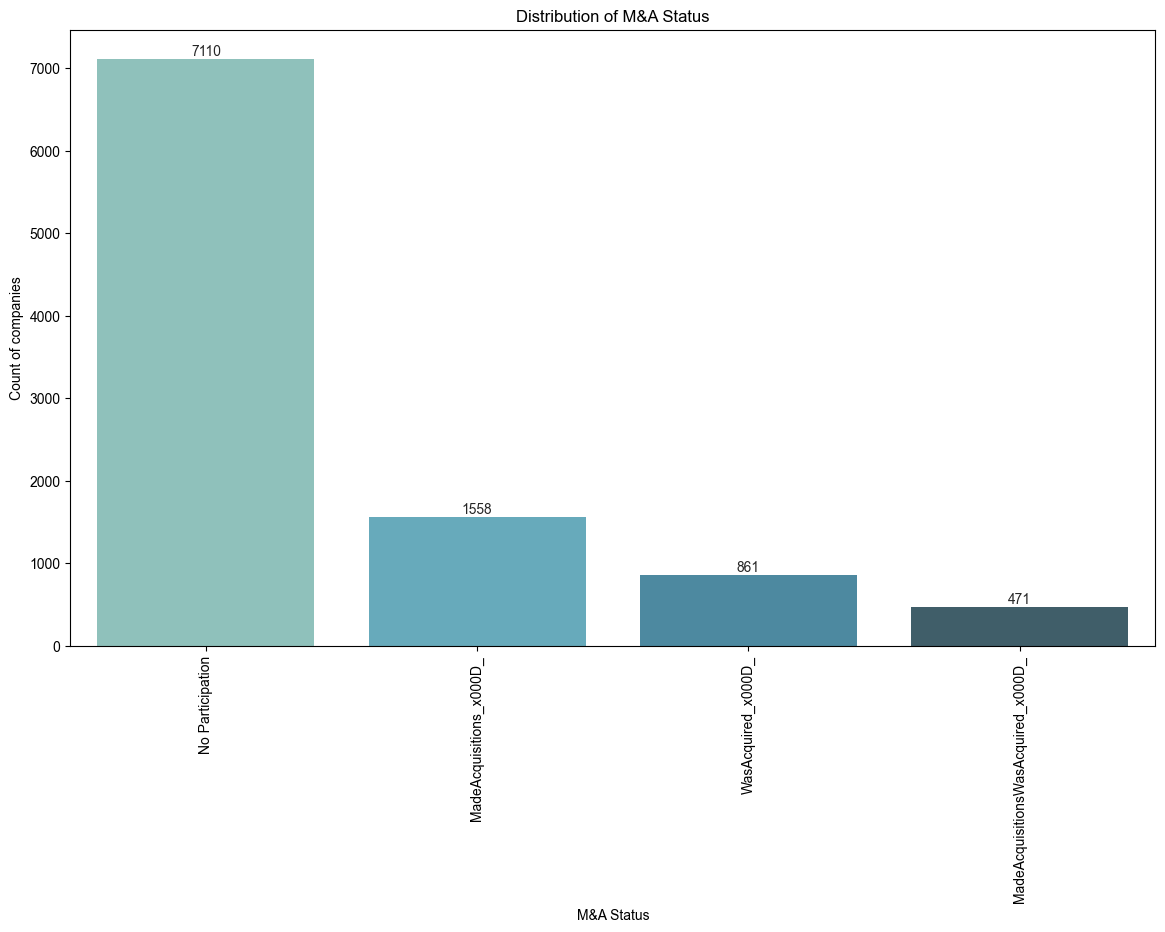 Distribution of M&A Status
7110
1558
861
471
7000
6000
5000
4000
3000
2000
1000
0
Count of companies
No Participation
MadeAcquisitions_x000D_
WasAcquired_x000D_
MadeAcquisitionsWasAcquired_x000D_
M&A Status